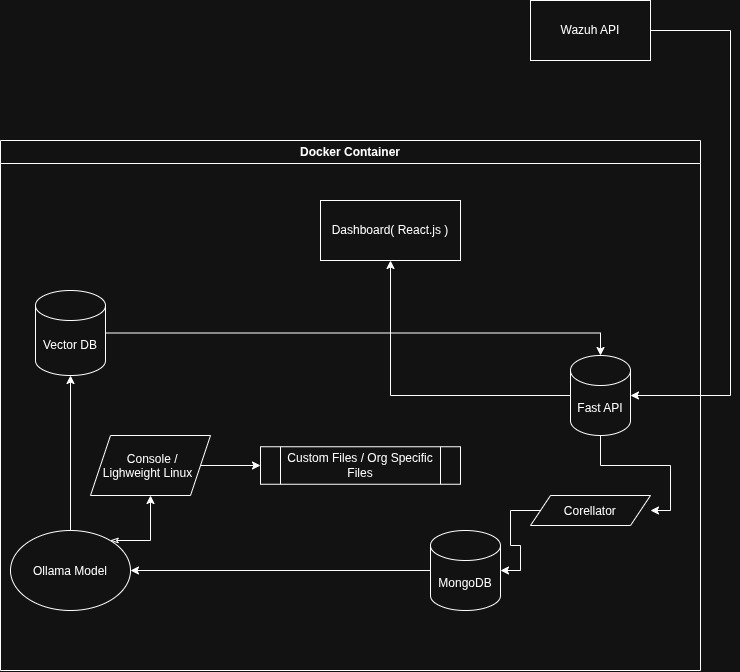 Wazuh API
Docker Container
Dashboard( React.js )
Vector DB
Fast API
Console /
Lighweight Linux
Custom Files / Org Specific
Files
Corellator
Ollama Model
MongoDB